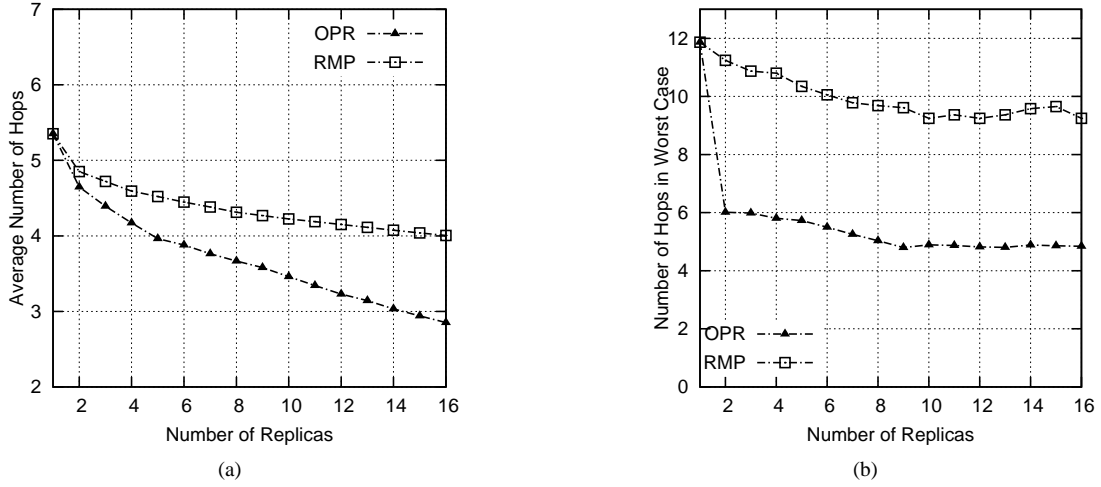 7
6
5
4
3
2
2 4 6 8 10 12 14 16
Average Number of Hops
Number of Replicas
OPR
RMP
(a)
12
10
8
6
4
2
0
2 4 6 8 10 12 14 16
Number of Hops in Worst Case
Number of Replicas
OPR
RMP
(b)